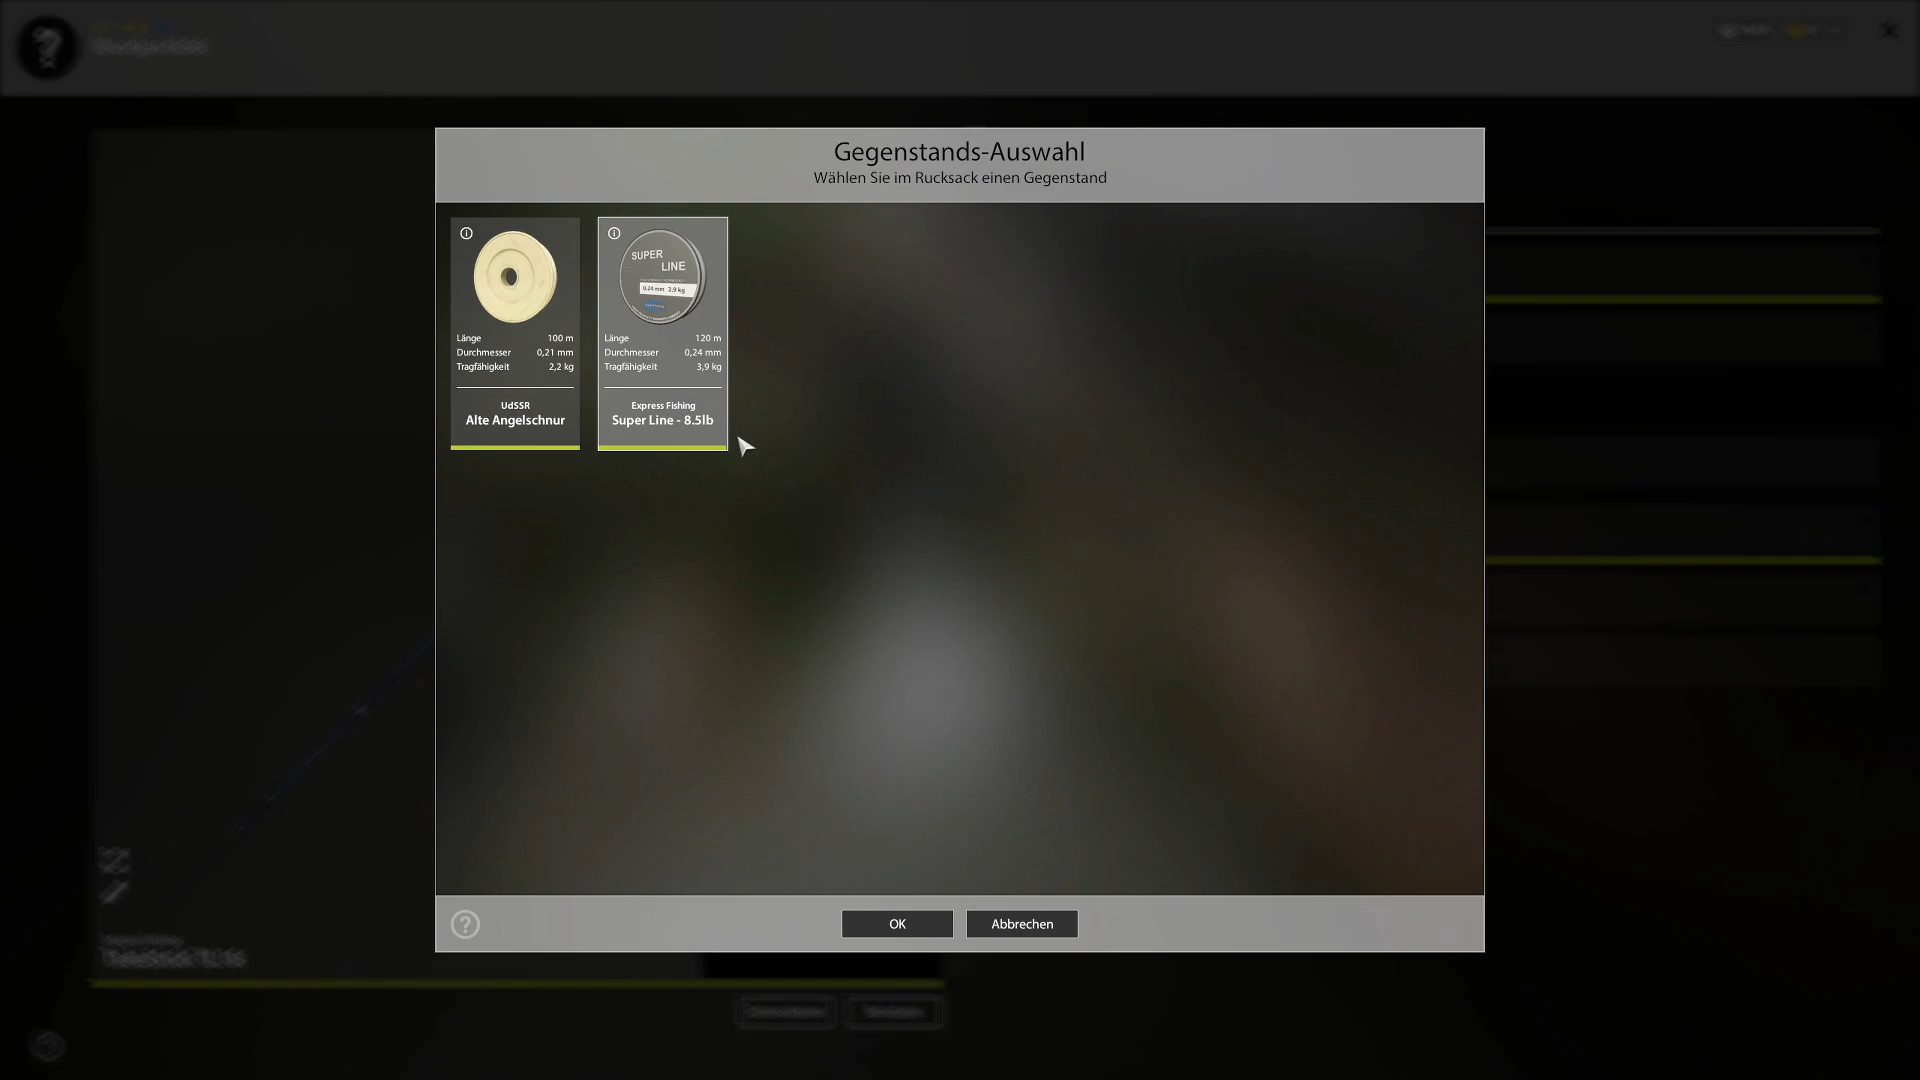 Gegenstands-Auswahl
Wählen Sie im Rucksack einen Gegenstand
SUPER
LINE
0.24 mm 3.9 kg
Länge 100 m
Durchmesser 0,21 mm
Tragfähigkeit 2,2 kg
Länge 120 m
Durchmesser 0,24 mm
Tragfähigkeit 3,9 kg
UdSSR
Alte Angelschnur
Express Fishing
Super Line - 8.5lb
OK
Abbrechen